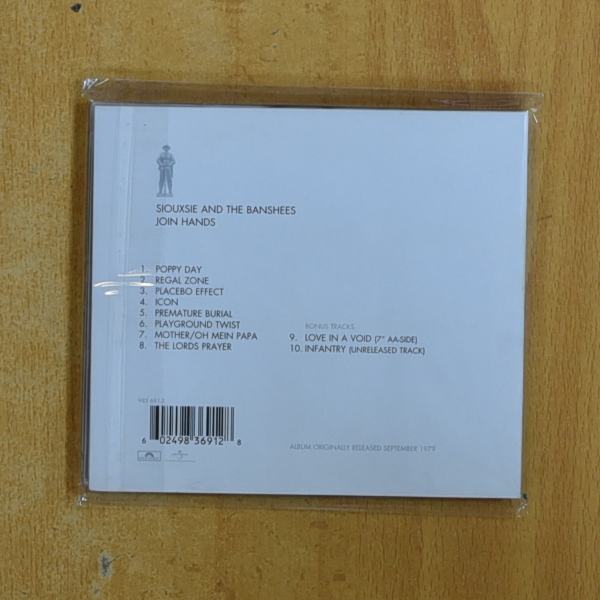 SIOUXSIE AND THE BANSHEES
JOIN HANDS
1. POPPY DAY
2. REGAL ZONE
3. PLACEBO EFFECT
4. ICON
5. PREMATURE BURIAL
6. PLAYGROUND TWIST
7. MOTHER/OH MEIN PAPA
8. THE LORDS PRAYER
BONUS TRACKS
9. LOVE IN A VOID (7" AA-SIDE)
10. INFANTRY (UNRELEASED TRACK)
6 02498 36912 8
ALBUM ORIGINALLY RELEASED SEPTEMBER 1979